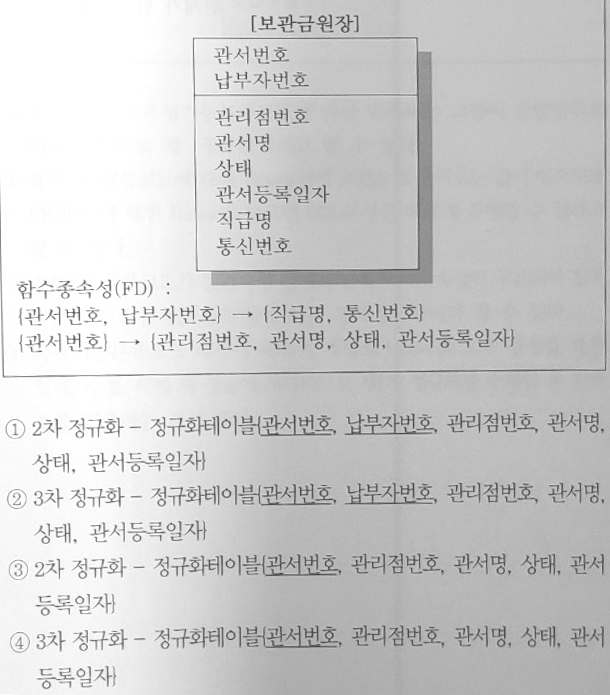 [보관금원장]
관서번호
납부자번호
관리점번호
관서명
상태
관서등록일자
직급명
통신번호
함수종속성(FD) :
{관서번호, 납부자번호} → {직급명, 통신번호}
{관서번호} → {관리점번호, 관서명, 상태, 관서등록일자}
① 2차 정규화 - 정규화테이블{관서번호, 납부자번호, 관리점번호, 관서명,
상태, 관서등록일자}
② 3차 정규화 - 정규화테이블{관서번호, 납부자번호, 관리점번호, 관서명,
상태, 관서등록일자}
③ 2차 정규화 - 정규화테이블{관서번호, 관리점번호, 관서명, 상태, 관서
등록일자}
④ 3차 정규화 - 정규화테이블{관서번호, 관리점번호, 관서명, 상태, 관서
등록일자}